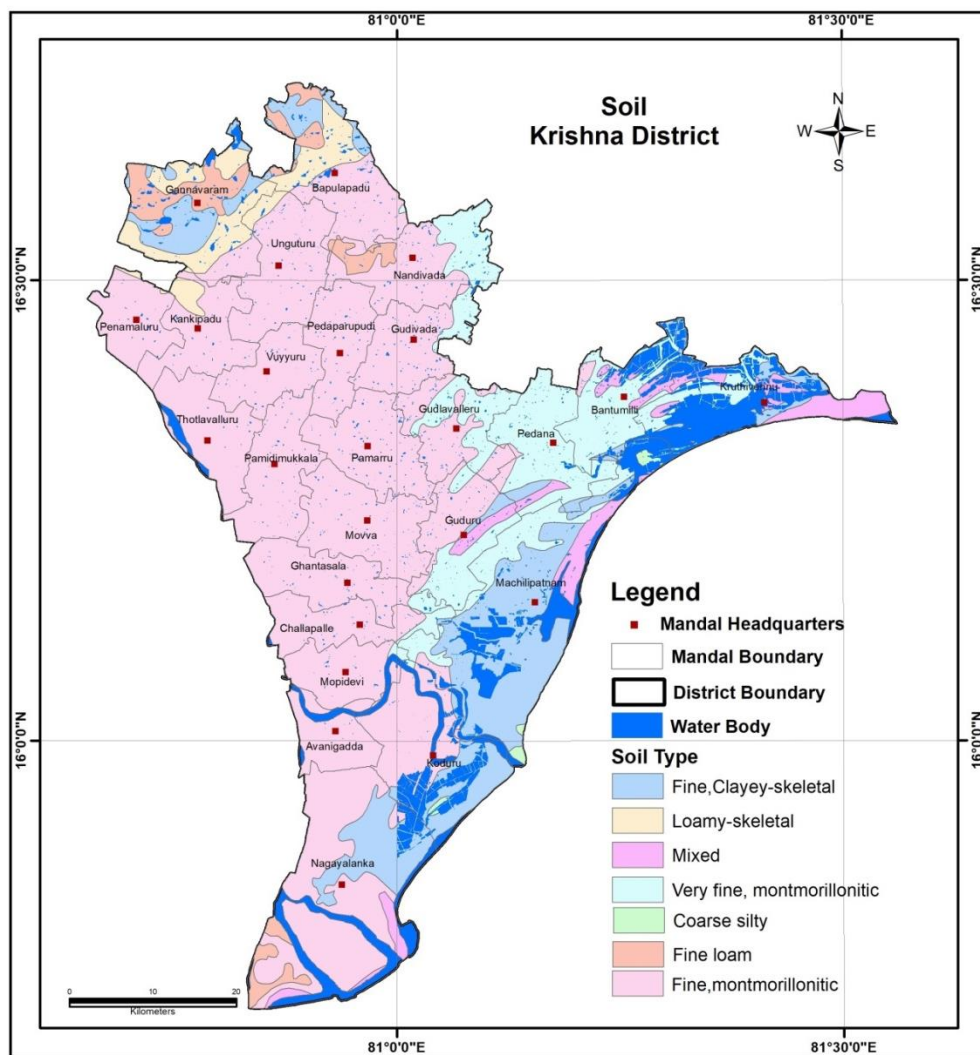 81°0'0"E
81°30'0"E
Soil
Krishna District
N
W E
S
Gannavaram
Bapulapadu
Unguturu
Nandivada
16°30'0"N
16°30'0"N
Penamaluru
Kankipadu
Pedaparupudi
Gudivada
Vuyyuru
Kruthivennu
Bantumilli
Thotlavalluru
Gudlavalleru
Pedana
Pamidimukkala
Pamarru
Guduru
Movva
Ghantasala
Machilipatnam
Challapalle
Mopidevi
Avanigadda
Koduru
Nagayalanka
16°0'0"N
16°0'0"N
Legend
Mandal Headquarters
Mandal Boundary
District Boundary
Water Body
Soil Type
Fine,Clayey-skeletal
Loamy-skeletal
Mixed
Very fine, montmorillonitic
Coarse silty
Fine loam
Fine,montmorillonitic
0 10 20
Kilometers
81°0'0"E
81°30'0"E